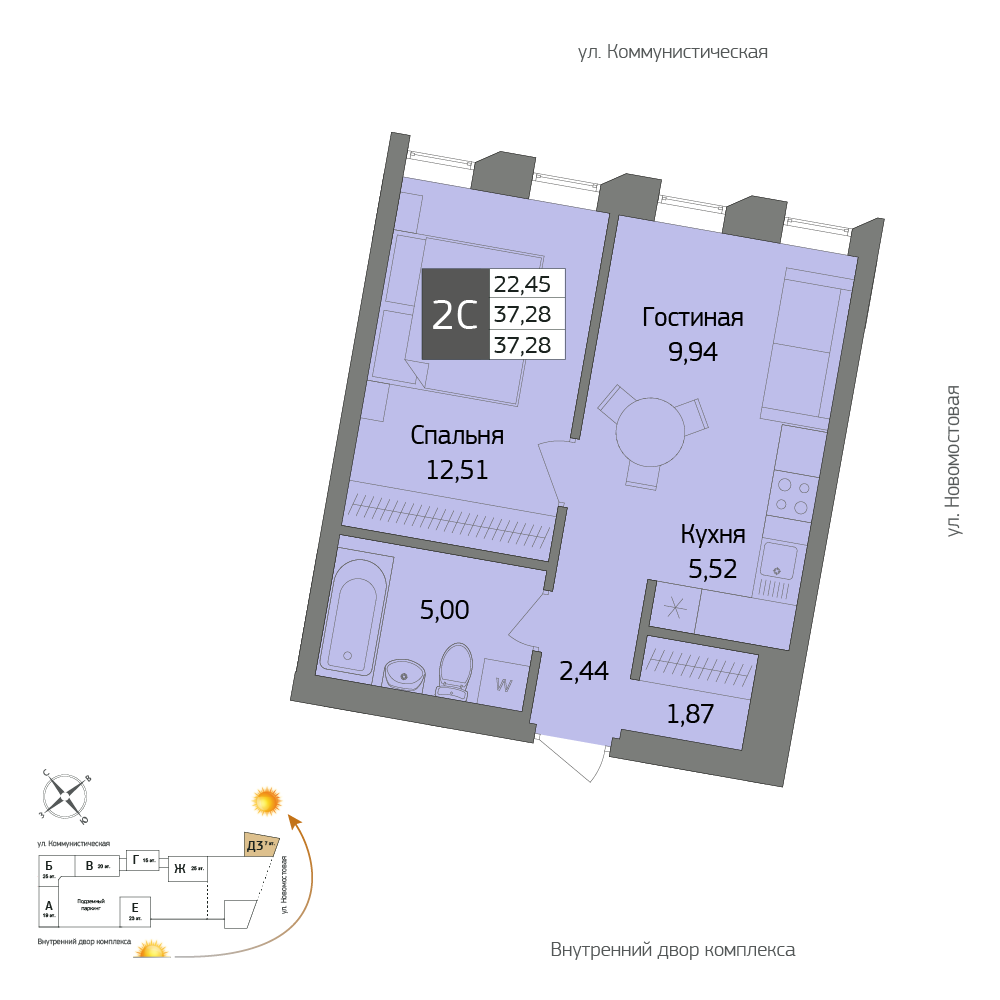 ул. Коммунистическая
2С
22,45
37,28
37,28
Гостиная
9,94
Спальня
12,51
ул. Новомостовая
Кухня
5,52
5,00
2,44
W
1,87
С
В
З
Ю
ул. Коммунистическая
Д3 7 эт.
Б
25 эт.
В 20 эт.
Г 15 эт.
Ж 25 эт.
ул. Новомостовая
А
19 эт.
Подземный
паркинг
Е
23 эт.
Внутренний двор комплекса
Внутренний двор комплекса